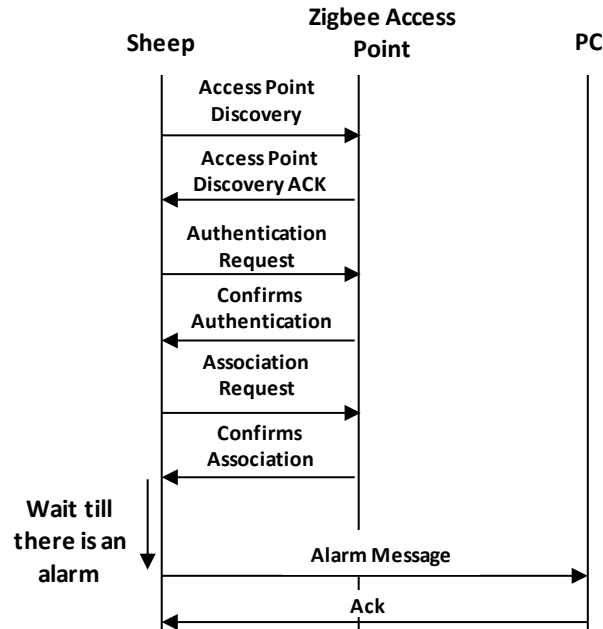 Sheep
Zigbee Access
Point
PC
Access Point
Discovery
Access Point
Discovery ACK
Authentication
Request
Confirms
Authentication
Association
Request
Confirms
Association
Wait till
there is an
alarm
Alarm Message
Ack